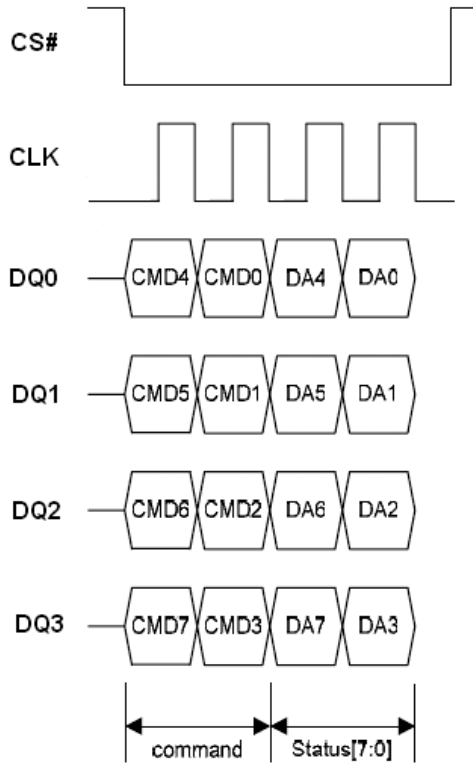 CS#
CLK
DQ0 CMD4 CMD0 DA4 DA0
DQ1 CMD5 CMD1 DA5 DA1
DQ2 CMD6 CMD2 DA6 DA2
DQ3 CMD7 CMD3 DA7 DA3
command Status[7:0]